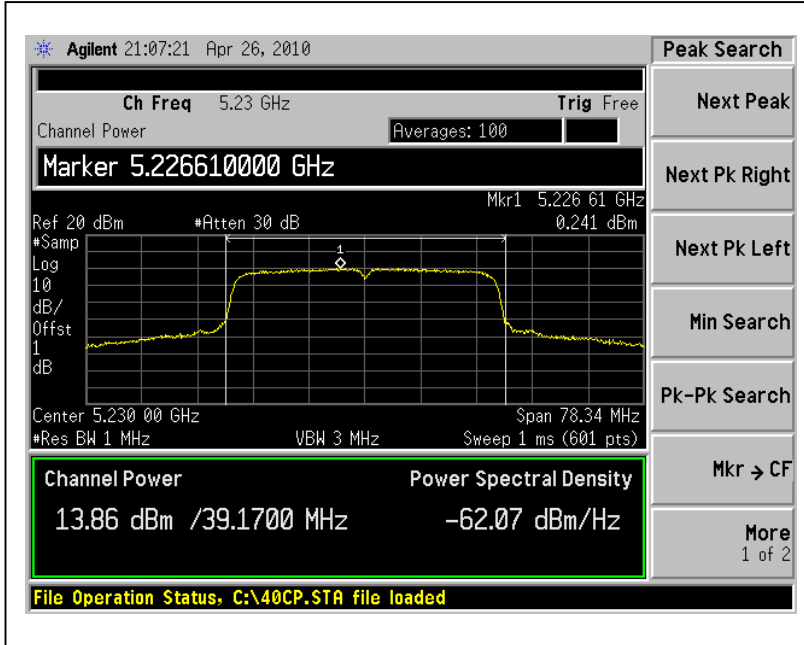 Agilent 21:07:21 Apr 26, 2010
Peak Search
Ch Freq 5.23 GHz Trig Free
Channel Power Averages: 100
Marker 5.226610000 GHz
Mkr1 5.226 61 GHz
Ref 20 dBm #Atten 30 dB 0.241 dBm
#Samp
Log
10
dB/
Offst
1
dB
1
Center 5.230 00 GHz Span 78.34 MHz
#Res BW 1 MHz VBW 3 MHz Sweep 1 ms (601 pts)
Channel Power Power Spectral Density
13.86 dBm /39.1700 MHz -62.07 dBm/Hz
File Operation Status, C:\40CP.STA file loaded
Next Peak
Next Pk Right
Next Pk Left
Min Search
Pk-Pk Search
Mkr → CF
More
1 of 2